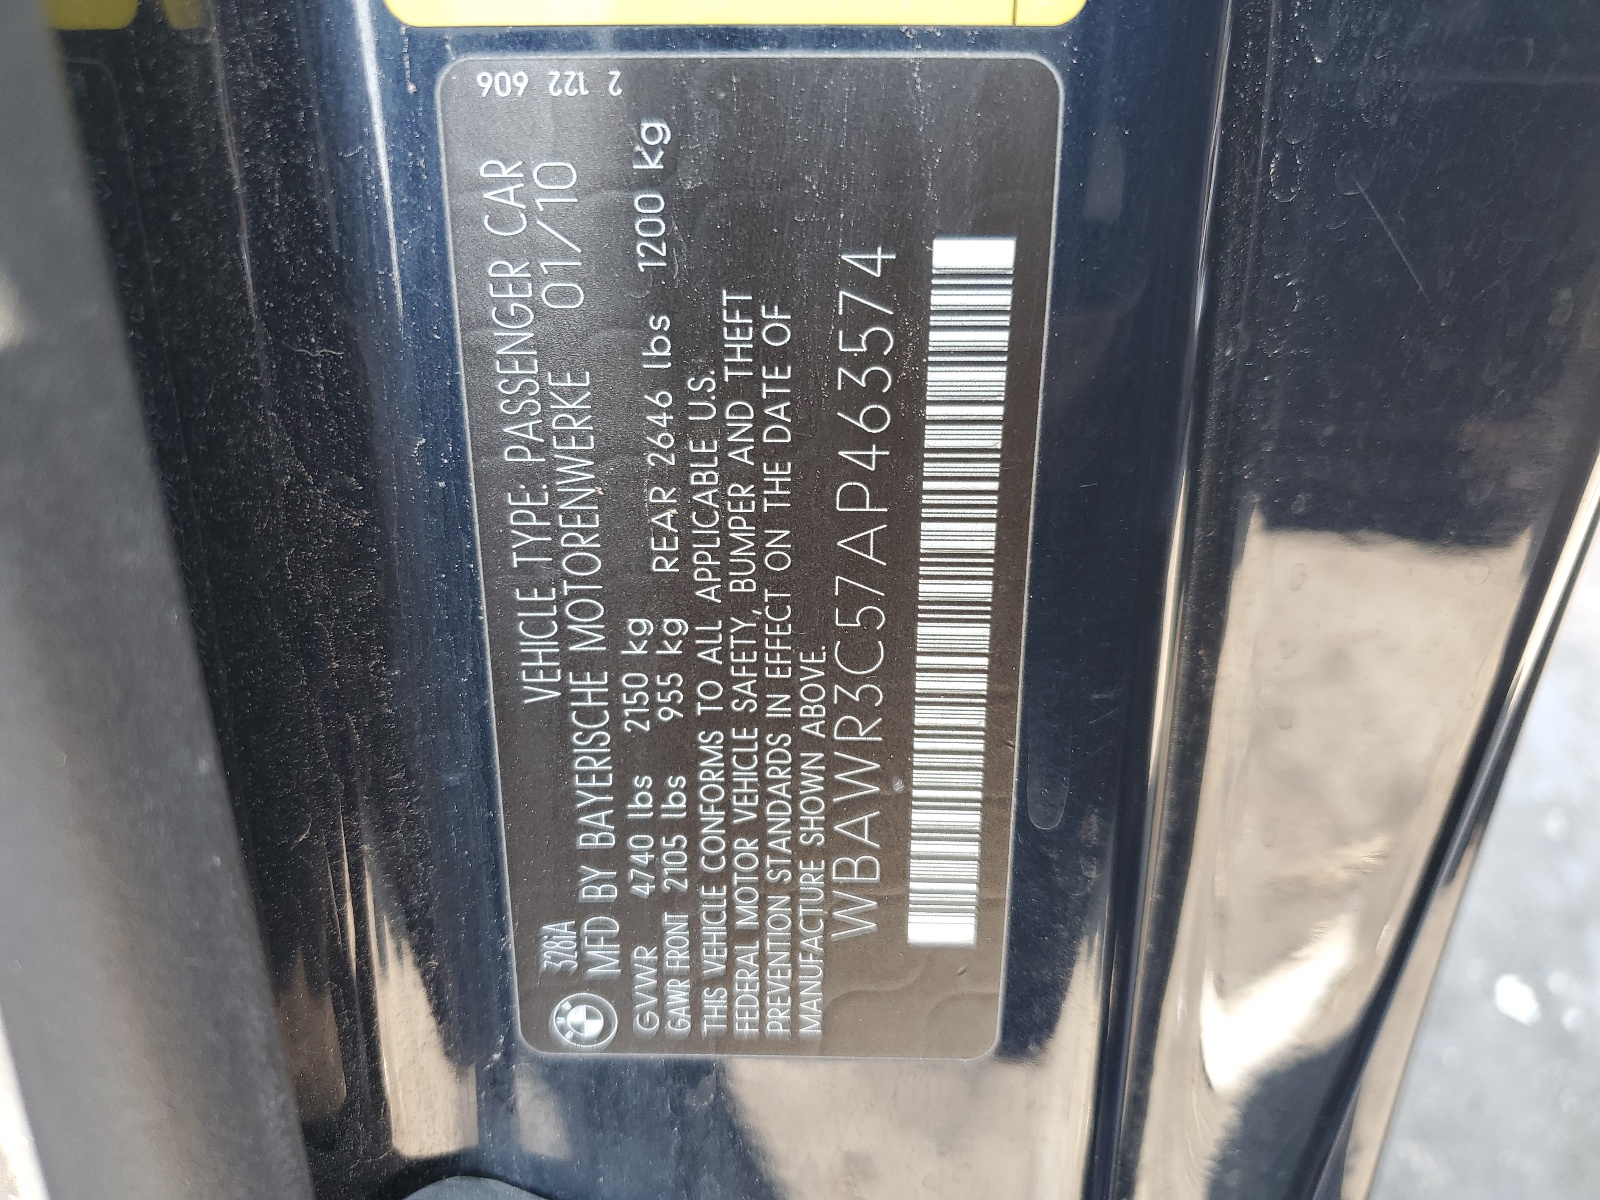 2 122 606
VEHICLE TYPE: PASSENGER CAR
328iA
MFD BY BAYERISCHE MOTORENWERKE 01/10
GVWR 4740 lbs 2150 kg
GAWR FRONT 2105 lbs 955 kg REAR 2646 lbs 1200 kg
THIS VEHICLE CONFORMS TO ALL APPLICABLE U.S.
FEDERAL MOTOR VEHICLE SAFETY, BUMPER AND THEFT
PREVENTION STANDARDS IN EFFECT ON THE DATE OF
MANUFACTURE SHOWN ABOVE.
WBAWR3C57AP463574